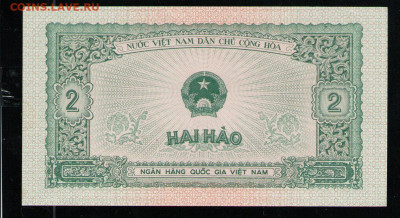 COINS.LAVE.RU
NƯỚC VIỆT NAM DÂN CHỦ CỘNG HÒA
2 2
HAI HÀO
NGÂN HÀNG QUỐC GIA VIỆT NAM